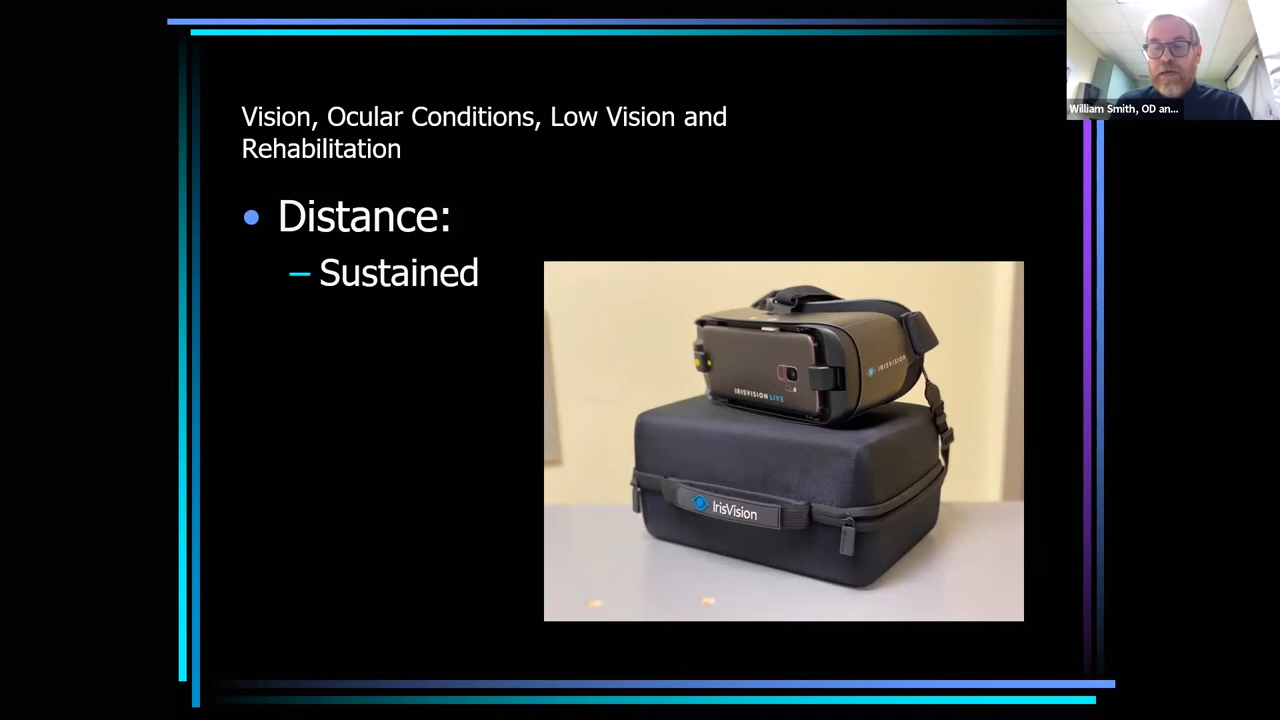 William Smith, OD an...
Vision, Ocular Conditions, Low Vision and
Rehabilitation
• Distance:
– Sustained
IRISVISION
IRISVISION LIVE
IrisVision